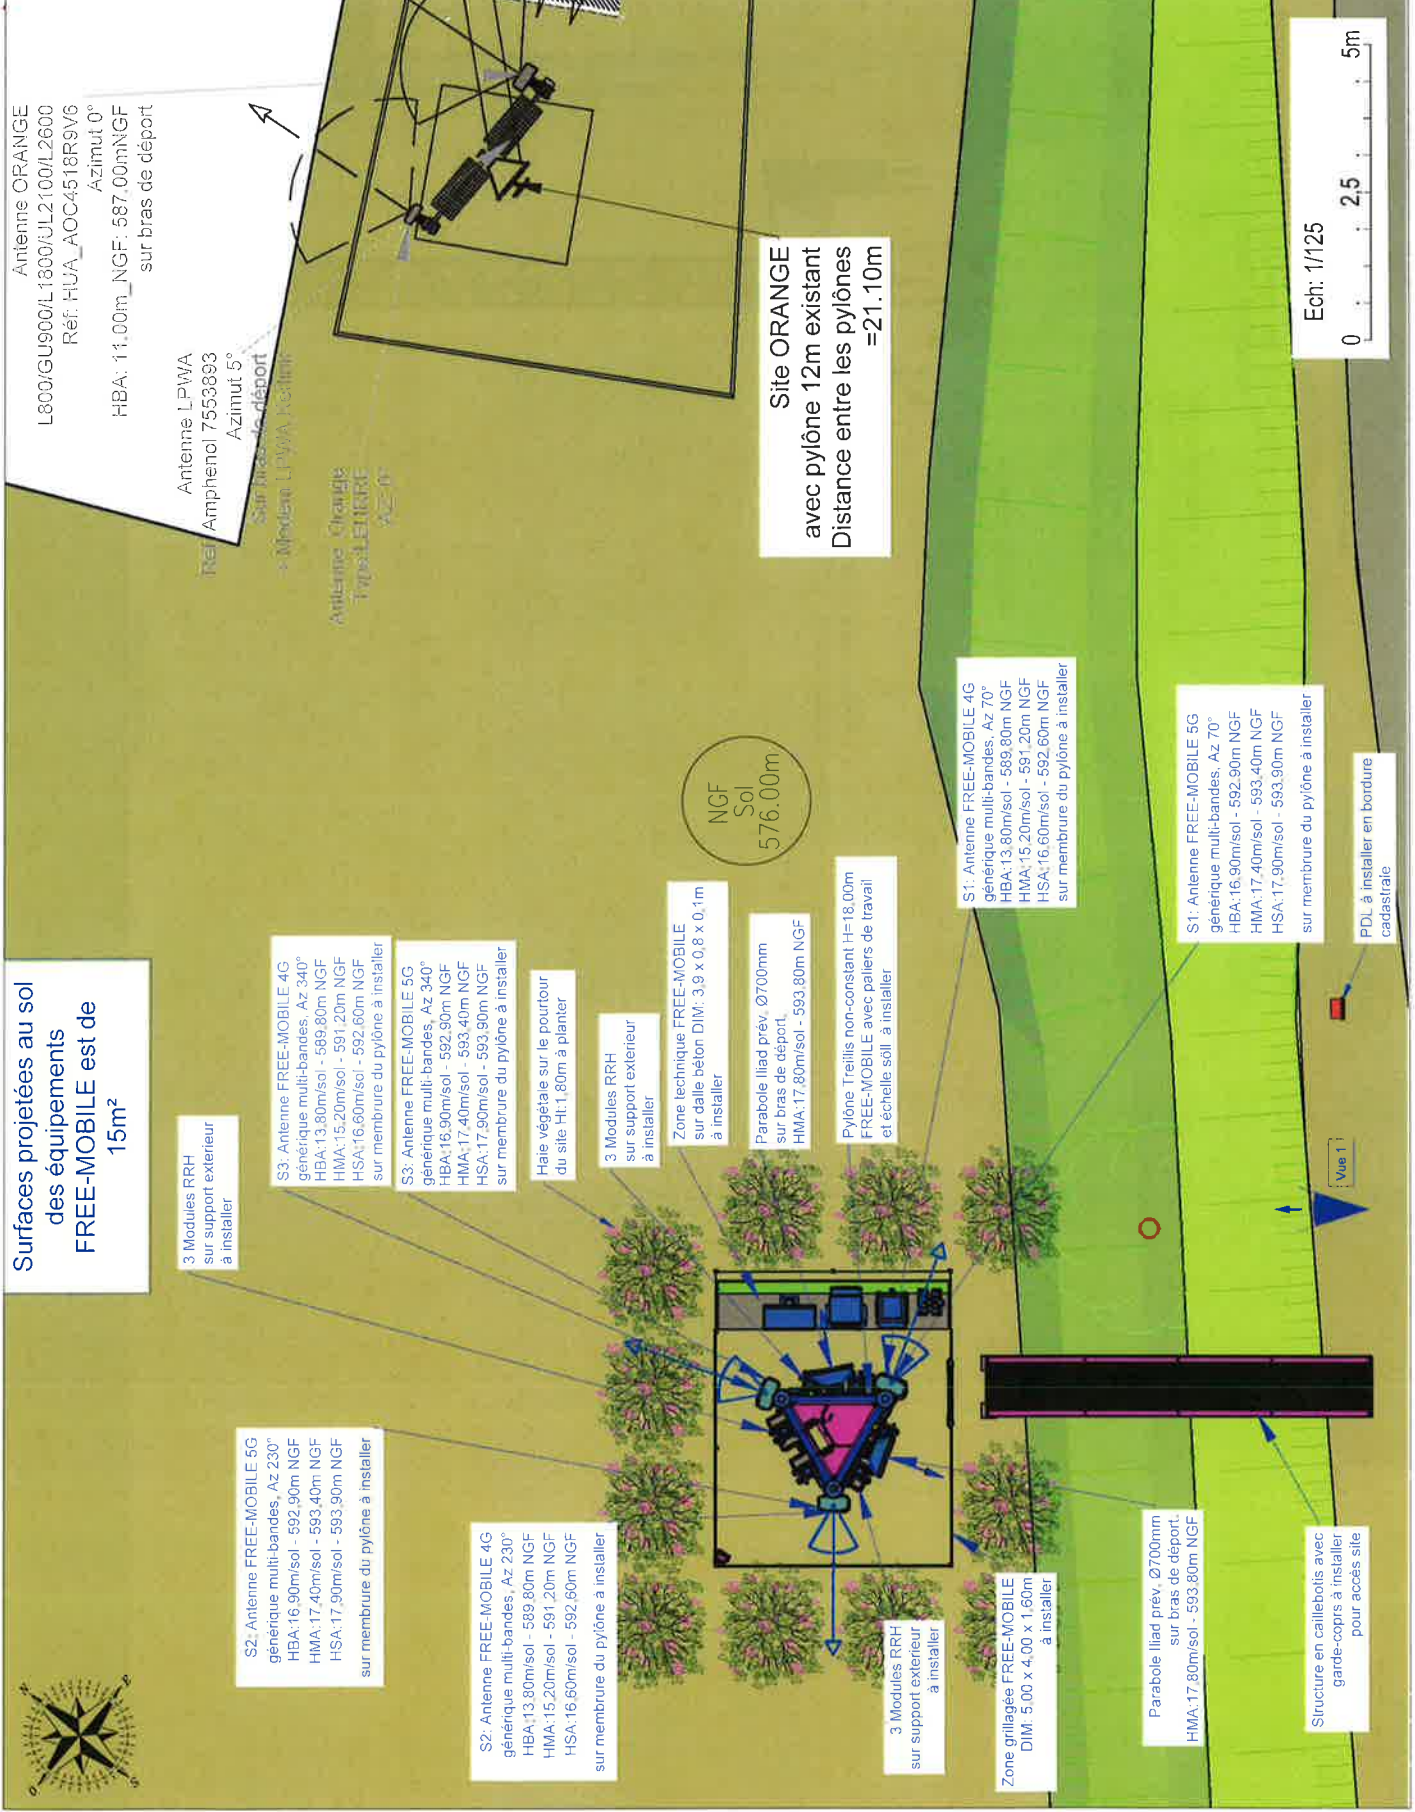 Surfaces projetées au sol
des équipements
FREE-MOBILE est de
15m²
Antenne ORANGE
L800/GU900/L1800/UL2100/L2600
Réf: HUA_AOC4518R9V6
Azimut 0°
HBA: 11.00m_NGF: 587.00mNGF
sur bras de déport
Antenne LPWA
Réf Amphenol 7553893
Azimut 5°
Sur bras de déport
+ Modem LPWA Kerlink
Antenne Orange
Type LEURRE
3 Modules RRH
sur support exterieur
à installer
S3: Antenne FREE-MOBILE 4G
générique multi-bandes, Az 340°
HBA:13,80m/sol - 589,80m NGF
HMA:15,20m/sol - 591,20m NGF
HSA:16,60m/sol - 592,60m NGF
sur membrure du pylône à installer
S3: Antenne FREE-MOBILE 5G
générique multi-bandes, Az 340°
HBA:16,90m/sol - 592,90m NGF
HMA:17,40m/sol - 593,40m NGF
HSA:17,90m/sol - 593,90m NGF
sur membrure du pylône à installer
Haie végétale sur le pourtour
du site Ht:1,80m à planter
3 Modules RRH
sur support exterieur
à installer
Zone technique FREE-MOBILE
sur dalle béton DIM: 3,9 x 0,8 x 0,1m
à installer
Parabole Iliad prév. Ø700mm
sur bras de déport,
HMA:17,80m/sol - 593,80m NGF
Pylône Treillis non-constant H=18,00m
FREE-MOBILE avec paliers de travail
et échelle söll à installer
NGF
Sol
576.00m
Site ORANGE
avec pylône 12m existant
Distance entre les pylônes
=21.10m
S1: Antenne FREE-MOBILE 4G
générique multi-bandes, Az 70°
HBA:13,80m/sol - 589,80m NGF
HMA:15,20m/sol - 591,20m NGF
HSA:16,60m/sol - 592,60m NGF
sur membrure du pylône à installer
S1: Antenne FREE-MOBILE 5G
générique multi-bandes, Az 70°
HBA:16,90m/sol - 592,90m NGF
HMA:17,40m/sol - 593,40m NGF
HSA:17,90m/sol - 593,90m NGF
sur membrure du pylône à installer
PDL à installer en bordure
cadastrale
Ech: 1/125
0 2,5 5m
S2: Antenne FREE-MOBILE 5G
générique multi-bandes, Az 230°
HBA:16,90m/sol - 592,90m NGF
HMA:17,40m/sol - 593,40m NGF
HSA:17,90m/sol - 593,90m NGF
sur membrure du pylône à installer
S2: Antenne FREE-MOBILE 4G
générique multi-bandes, Az 230°
HBA:13,80m/sol - 589,80m NGF
HMA:15,20m/sol - 591,20m NGF
HSA:16,60m/sol - 592,60m NGF
sur membrure du pylône à installer
3 Modules RRH
sur support exterieur
à installer
Zone grillagée FREE-MOBILE
DIM: 5,00 x 4,00 x 1,60m
à installer
Parabole Iliad prév. Ø700mm
sur bras de déport,
HMA:17,80m/sol - 593,80m NGF
Structure en caillebotis avec
garde-coprs à installer
pour accès site
Vue 1
N
E
S
O